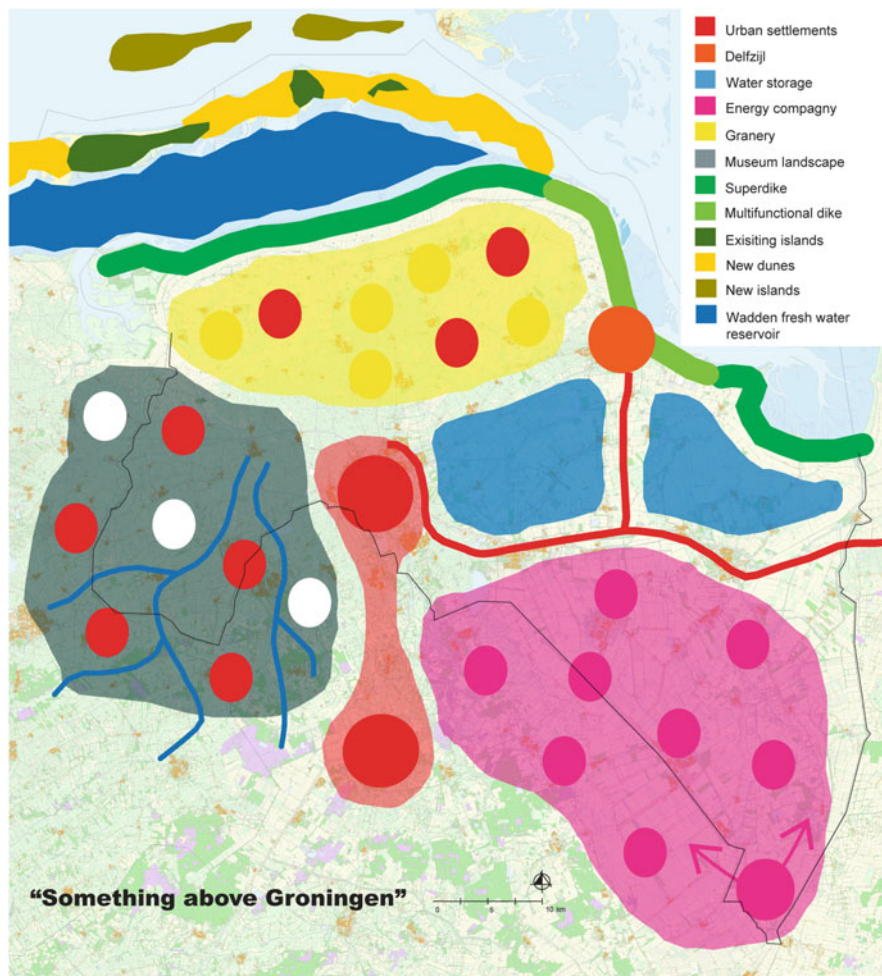 Urban settlements
Delfzijl
Water storage
Energy compagny
Granery
Museum landscape
Superdike
Multifunctional dike
Exisiting islands
New dunes
New islands
Wadden fresh water
reservoir
"Something above Groningen"
0 5 10 km